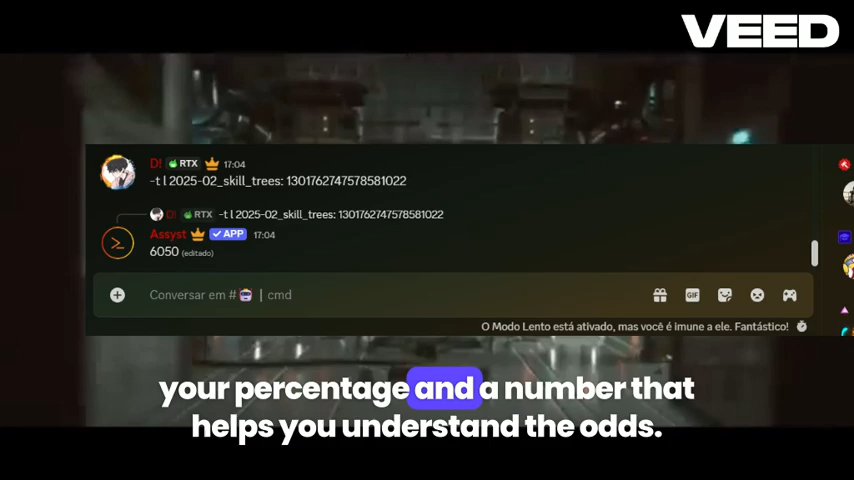 VEED
D! RTX 17:04
-t l 2025-02_skill_trees: 1301762747578581022
D! RTX -t l 2025-02_skill_trees: 1301762747578581022
Assyst APP 17:04
6050 (editado)
Conversar em # | cmd
GIF
O Modo Lento está ativado, mas você é imune a ele. Fantástico!
your percentage and a number that
helps you understand the odds.